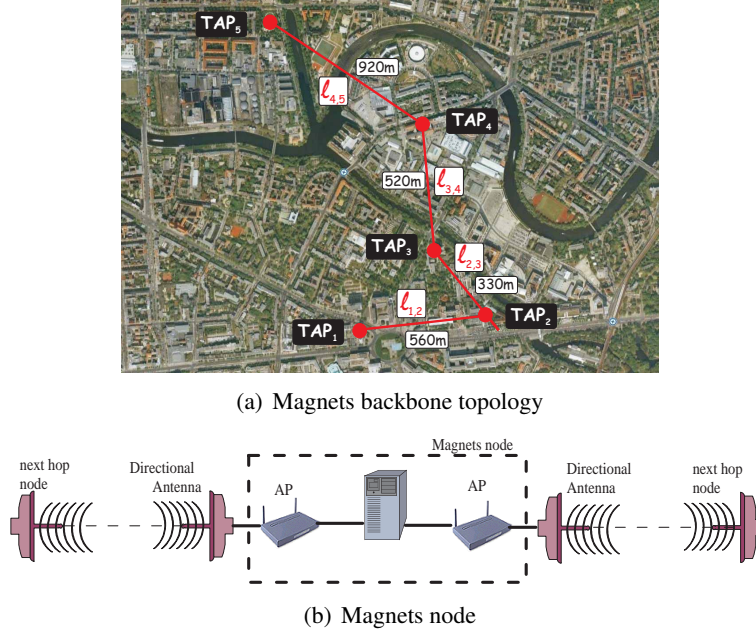 TAP5
920m
ℓ4,5
TAP4
520m
ℓ3,4
TAP3
ℓ2,3
330m
ℓ1,2
TAP2
TAP1
560m
(a) Magnets backbone topology
Magnets node
next hop
node
Directional
Antenna
AP
AP
Directional
Antenna
next hop
node
(b) Magnets node